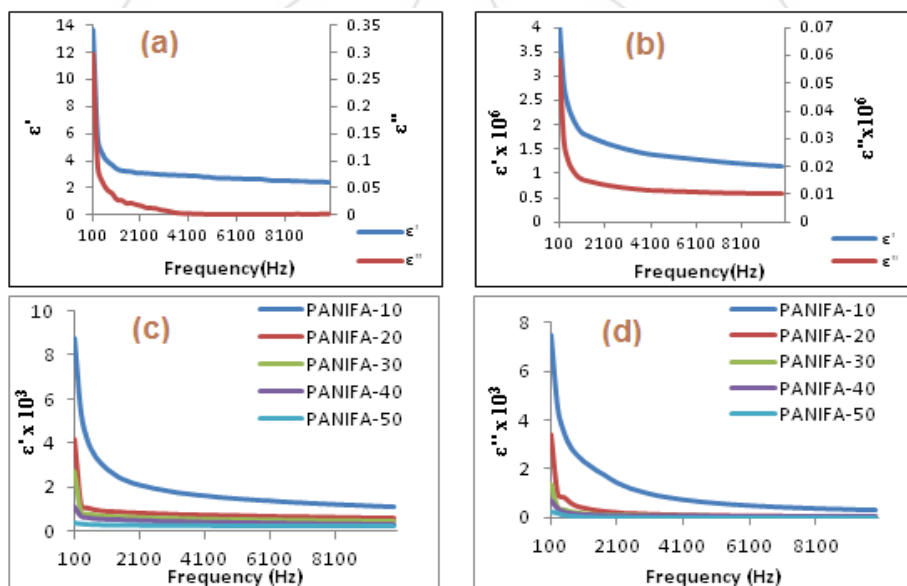 (a)
14
12
10
8
6
4
2
0
ε'
0.35
0.3
0.25
0.2
0.15
0.1
0.05
0
ε"
100 2100 4100 6100 8100
Frequency(Hz)
ε'
ε"
(b)
4
3.5
3
2.5
2
1.5
1
0.5
0
ε' x 10⁶
0.07
0.06
0.05
0.04
0.03
0.02
0.01
0
ε"x10⁶
100 2100 4100 6100 8100
Frequency(Hz)
ε'
ε"
(c)
10
8
6
4
2
0
ε' x 10³
PANIFA-10
PANIFA-20
PANIFA-30
PANIFA-40
PANIFA-50
100 2100 4100 6100 8100
Frequency (Hz)
(d)
8
6
4
2
0
ε'' x 10³
PANIFA-10
PANIFA-20
PANIFA-30
PANIFA-40
PANIFA-50
100 2100 4100 6100 8100
Frequency (Hz)